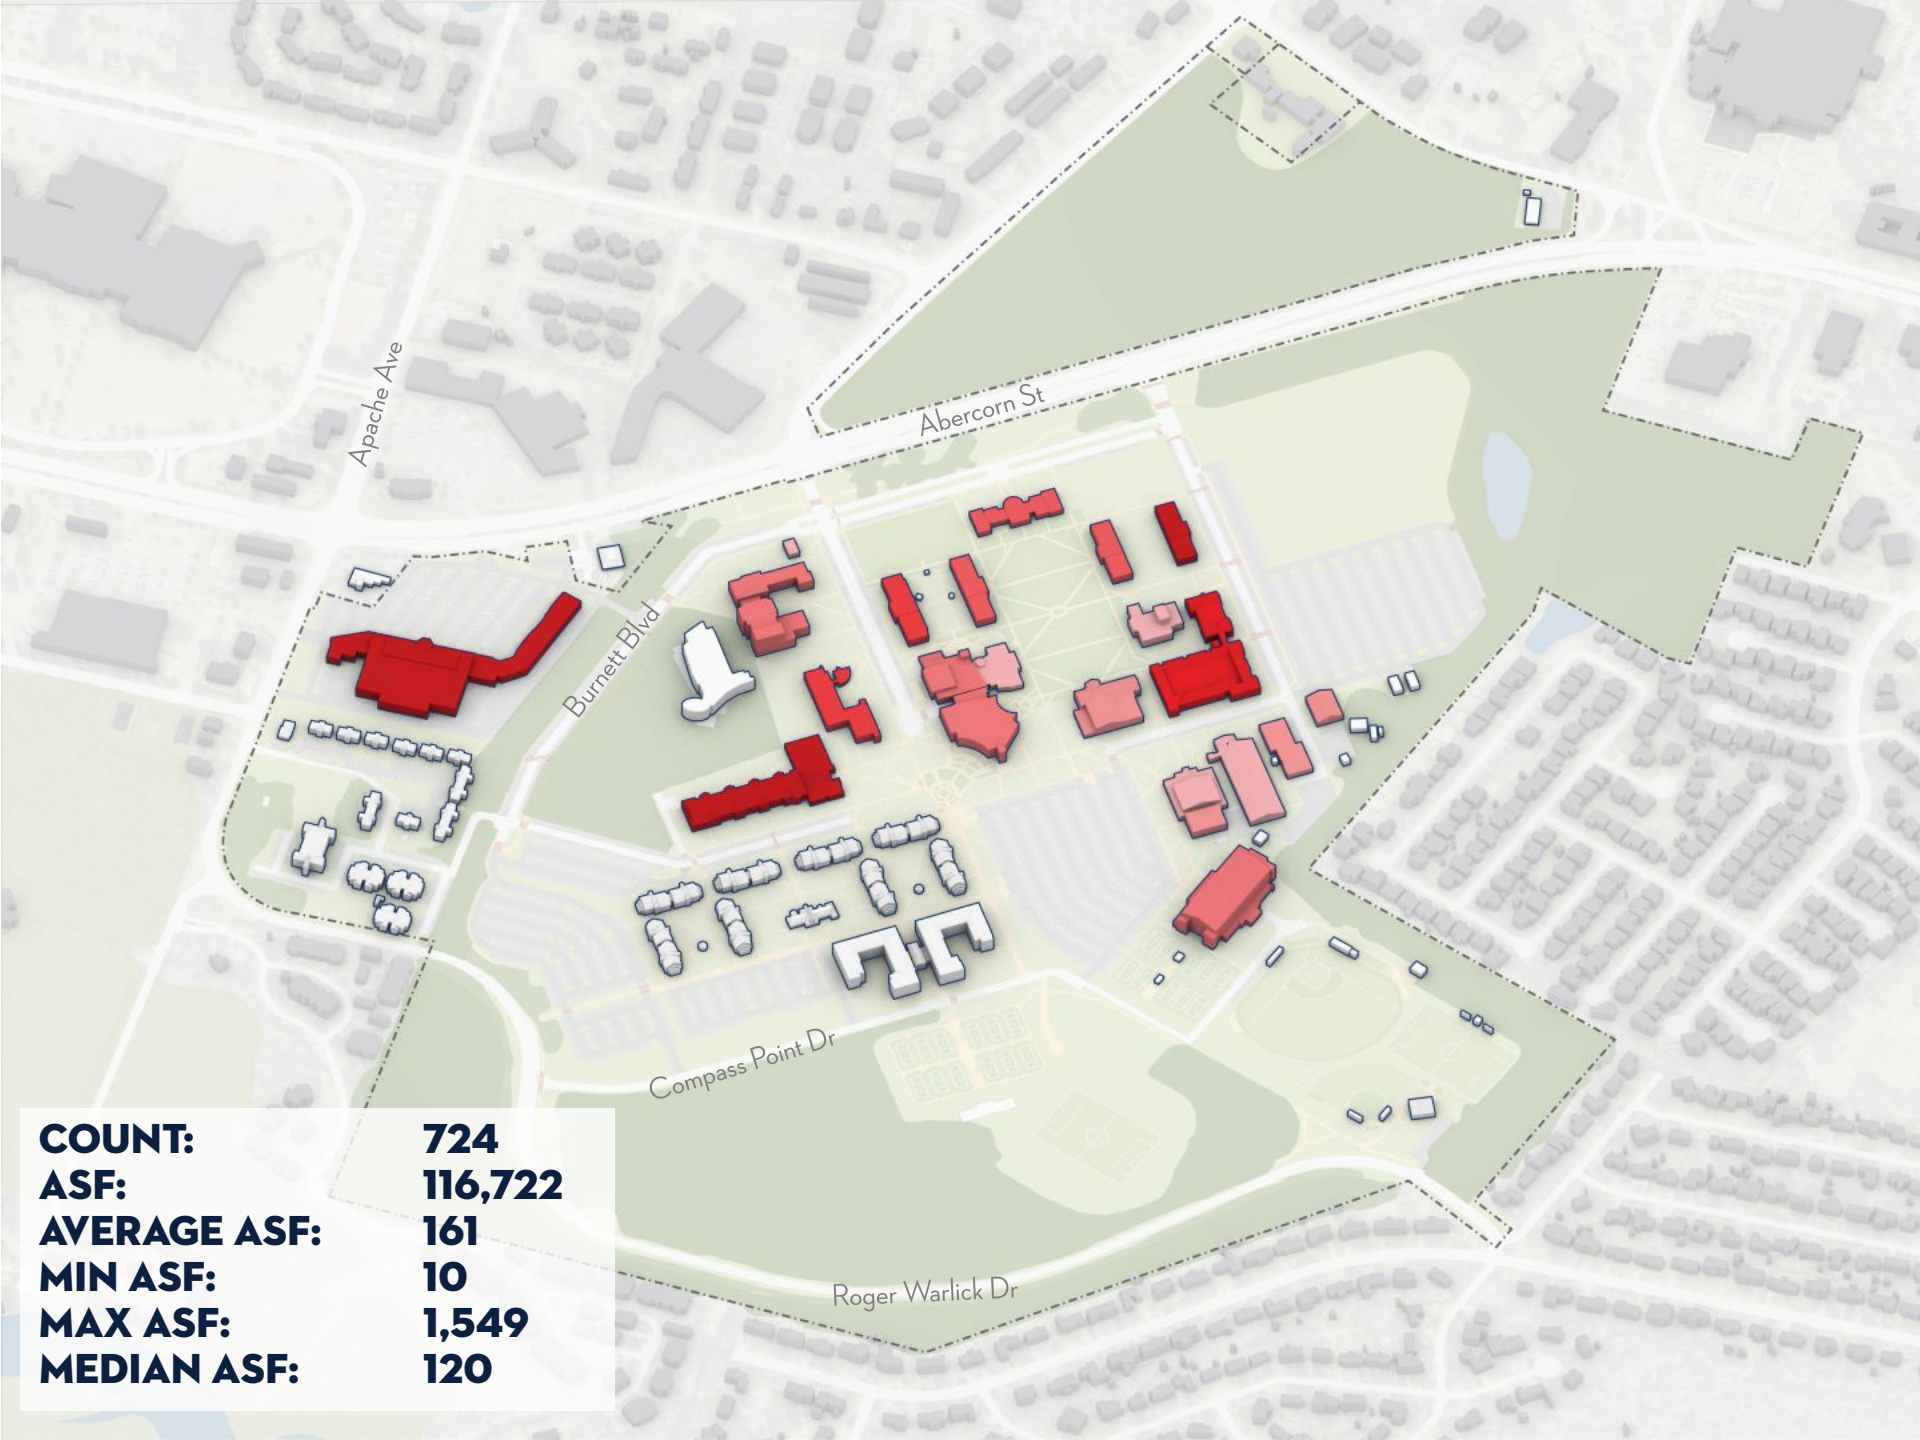 Apache Ave
Abercorn St
Burnett Blvd
Compass Point Dr
Roger Warlick Dr
COUNT: 724
ASF: 116,722
AVERAGE ASF: 161
MIN ASF: 10
MAX ASF: 1,549
MEDIAN ASF: 120